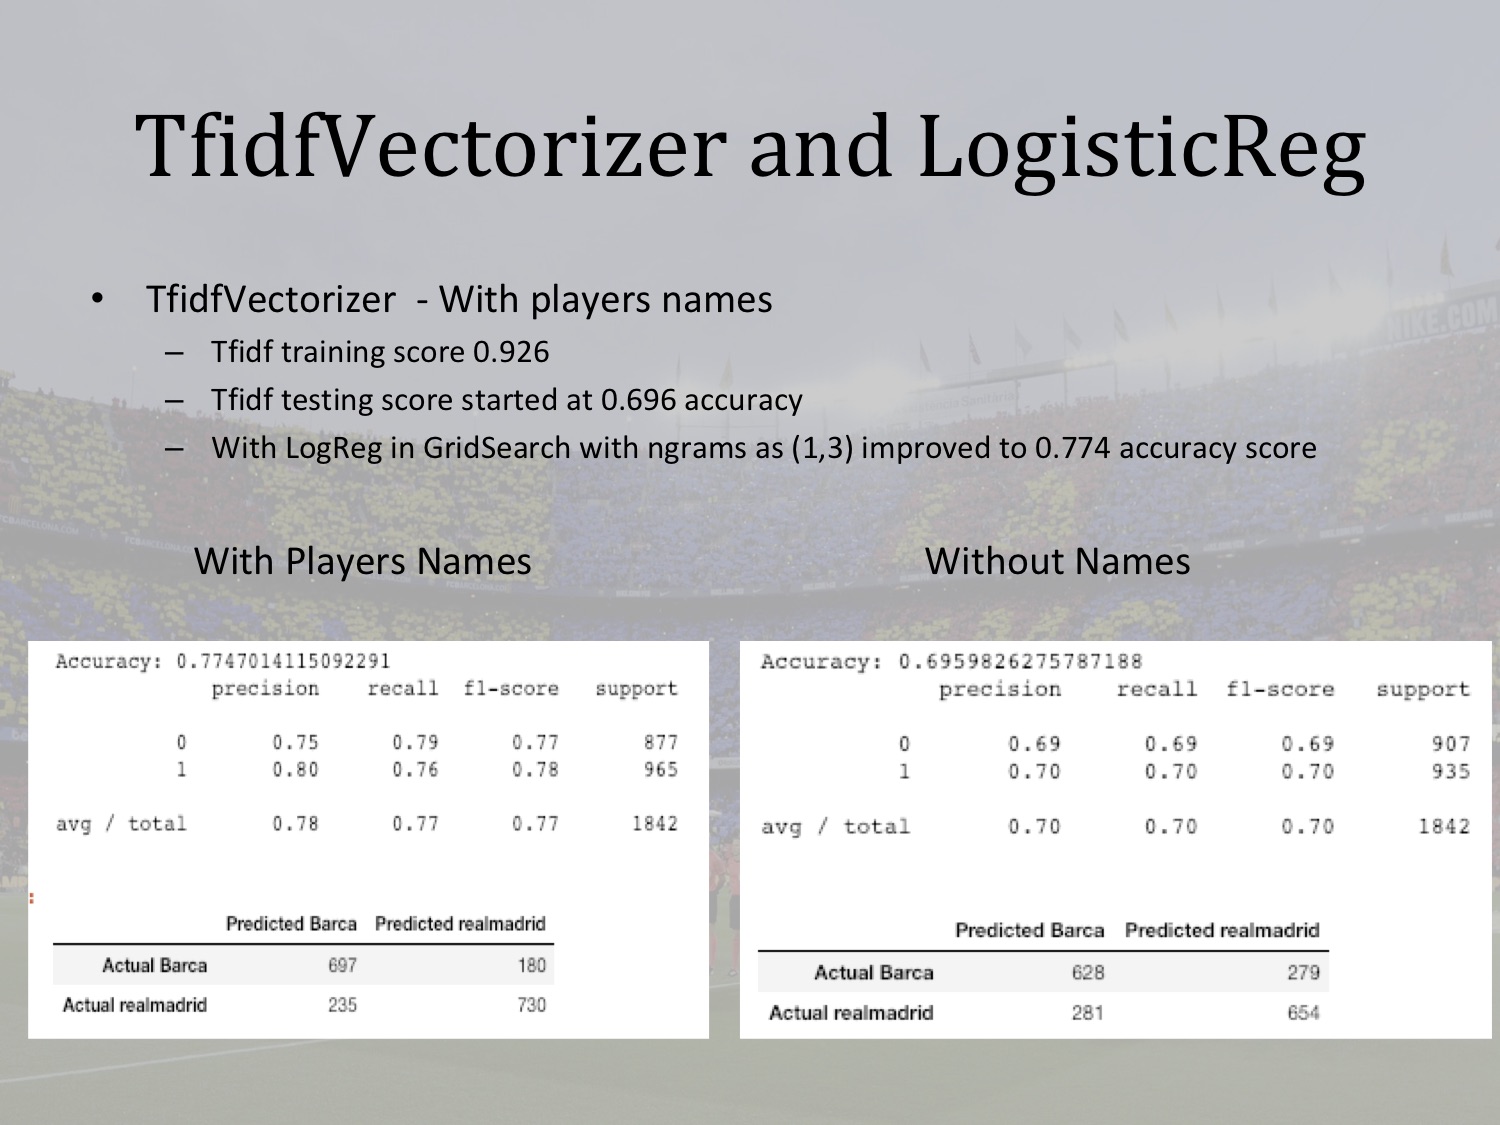 TfidfVectorizer and LogisticReg
• TfidfVectorizer - With players names
– Tfidf training score 0.926
– Tfidf testing score started at 0.696 accuracy
– With LogReg in GridSearch with ngrams as (1,3) improved to 0.774 accuracy score
With Players Names
Accuracy: 0.7747014115092291
precision recall f1-score support
0 0.75 0.79 0.77 877
1 0.80 0.76 0.78 965
avg / total 0.78 0.77 0.77 1842
Predicted Barca Predicted realmadrid
Actual Barca 697 180
Actual realmadrid 235 730
Without Names
Accuracy: 0.6959826275787188
precision recall f1-score support
0 0.69 0.69 0.69 907
1 0.70 0.70 0.70 935
avg / total 0.70 0.70 0.70 1842
Predicted Barca Predicted realmadrid
Actual Barca 628 279
Actual realmadrid 281 654
NIKE.COM